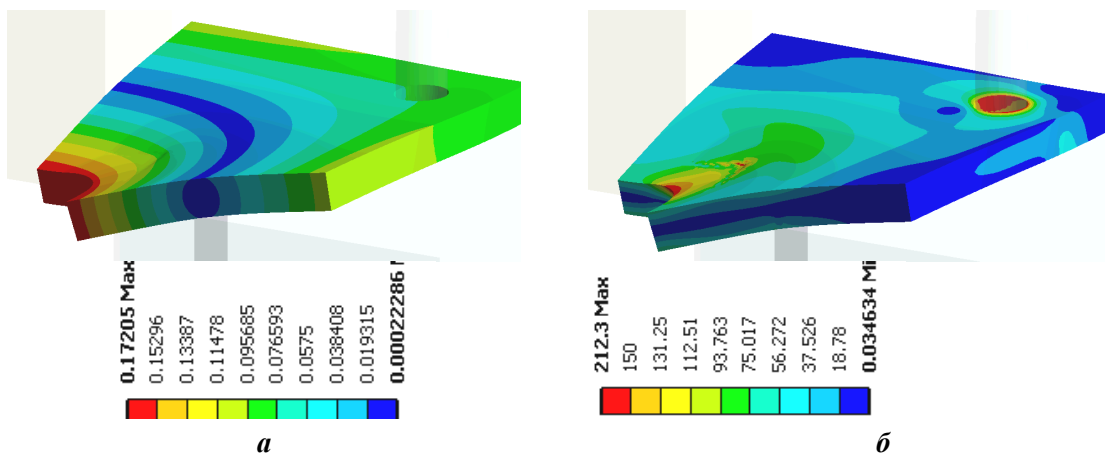 0.17205 Max
0.15296
0.13387
0.11478
0.095685
0.076593
0.0575
0.038408
0.019315
0.00022286 M
212.3 Max
150
131.25
112.51
93.763
75.017
56.272
37.526
18.78
0.034634 Mi
а
б